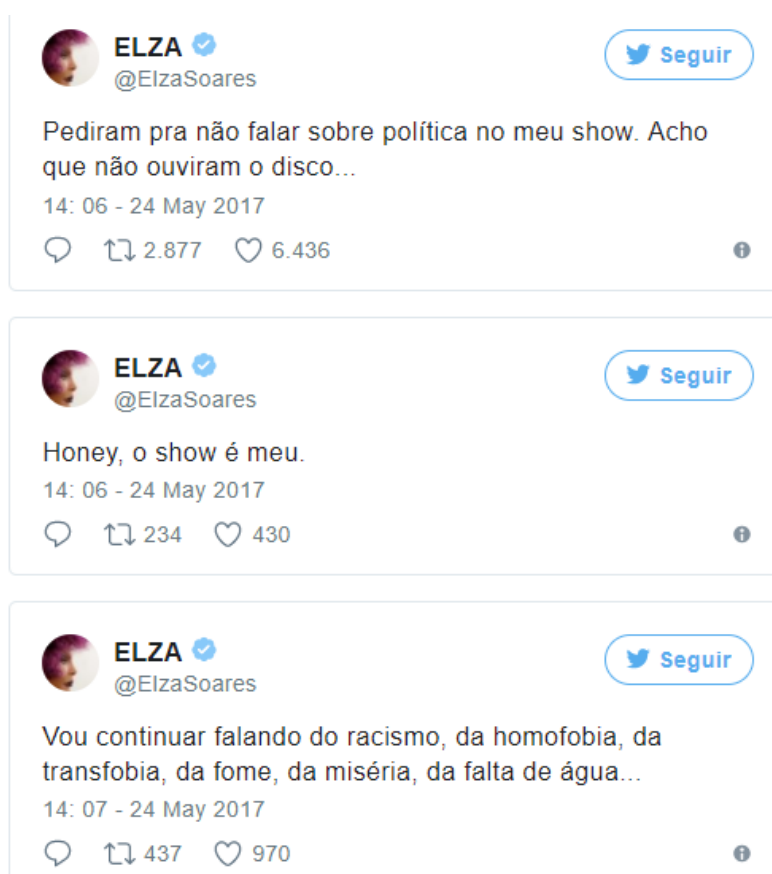 ELZA
@ElzaSoares
Seguir
Pediram pra não falar sobre política no meu show. Acho
que não ouviram o disco...
14: 06 - 24 May 2017
2.877 6.436
ELZA
@ElzaSoares
Seguir
Honey, o show é meu.
14: 06 - 24 May 2017
234 430
ELZA
@ElzaSoares
Seguir
Vou continuar falando do racismo, da homofobia, da
transfobia, da fome, da miséria, da falta de água...
14: 07 - 24 May 2017
437 970